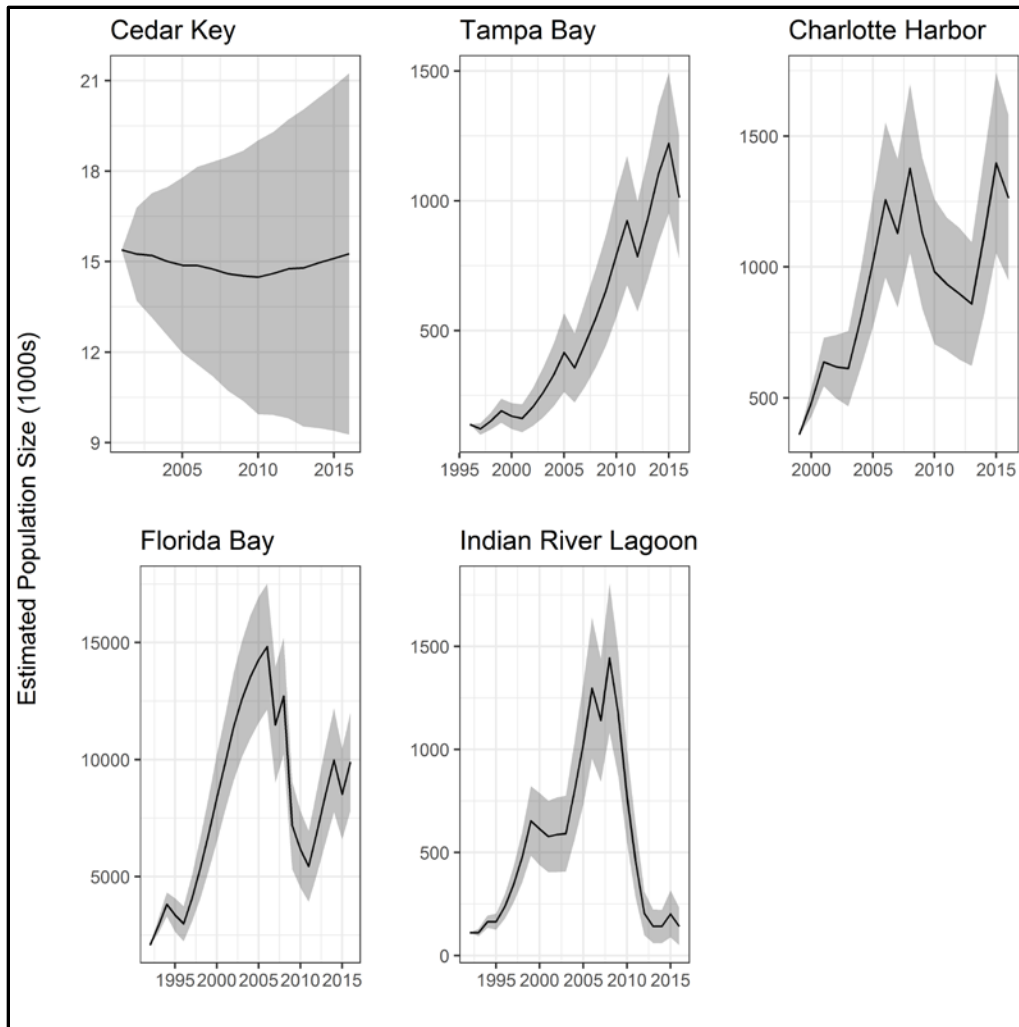 Cedar Key
Tampa Bay
Charlotte Harbor
21
18
15
12
9
2005 2010 2015
1500
1000
500
1995 2000 2005 2010 2015
1500
1000
500
2000 2005 2010 2015
Estimated Population Size (1000s)
Florida Bay
Indian River Lagoon
15000
10000
5000
1995 2000 2005 2010 2015
1500
1000
500
0
1995 2000 2005 2010 2015